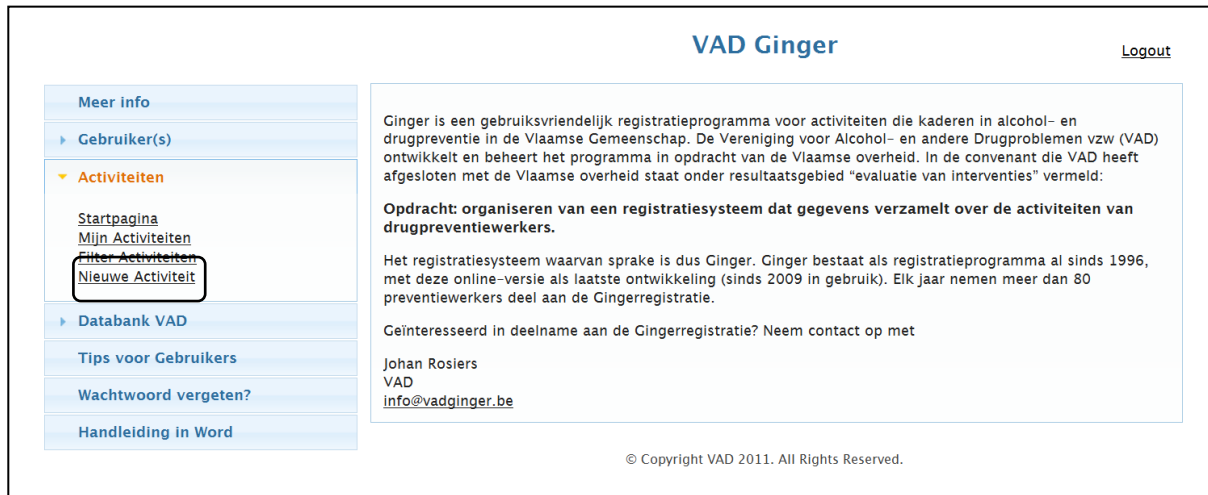 VAD Ginger
Logout
Meer info
Gebruiker(s)
Activiteiten
Startpagina
Mijn Activiteiten
Filter Activiteiten
Nieuwe Activiteit
Databank VAD
Tips voor Gebruikers
Wachtwoord vergeten?
Handleiding in Word
Ginger is een gebruiksvriendelijk registratieprogramma voor activiteiten die kaderen in alcohol- en
drugpreventie in de Vlaamse Gemeenschap. De Vereniging voor Alcohol- en andere Drugproblemen vzw (VAD)
ontwikkelt en beheert het programma in opdracht van de Vlaamse overheid. In de convenant die VAD heeft
afgesloten met de Vlaamse overheid staat onder resultaatsgebied “evaluatie van interventies” vermeld:
Opdracht: organiseren van een registratiesysteem dat gegevens verzamelt over de activiteiten van
drugpreventiewerkers.
Het registratiesysteem waarvan sprake is dus Ginger. Ginger bestaat als registratieprogramma al sinds 1996,
met deze online-versie als laatste ontwikkeling (sinds 2009 in gebruik). Elk jaar nemen meer dan 80
preventiewerkers deel aan de Gingerregistratie.
Geïnteresseerd in deelname aan de Gingerregistratie? Neem contact op met
Johan Rosiers
VAD
info@vadginger.be
© Copyright VAD 2011. All Rights Reserved.